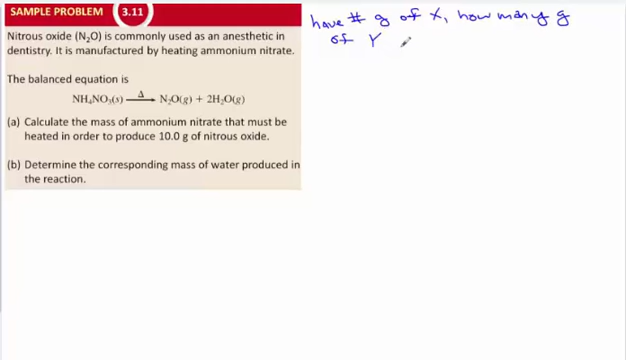 SAMPLE PROBLEM 3.11
Nitrous oxide (N₂O) is commonly used as an anesthetic in
dentistry. It is manufactured by heating ammonium nitrate.
The balanced equation is
NH₄NO₃(s) —Δ→ N₂O(g) + 2H₂O(g)
(a) Calculate the mass of ammonium nitrate that must be
heated in order to produce 10.0 g of nitrous oxide.
(b) Determine the corresponding mass of water produced in
the reaction.
have # g of X, how many g
of Y